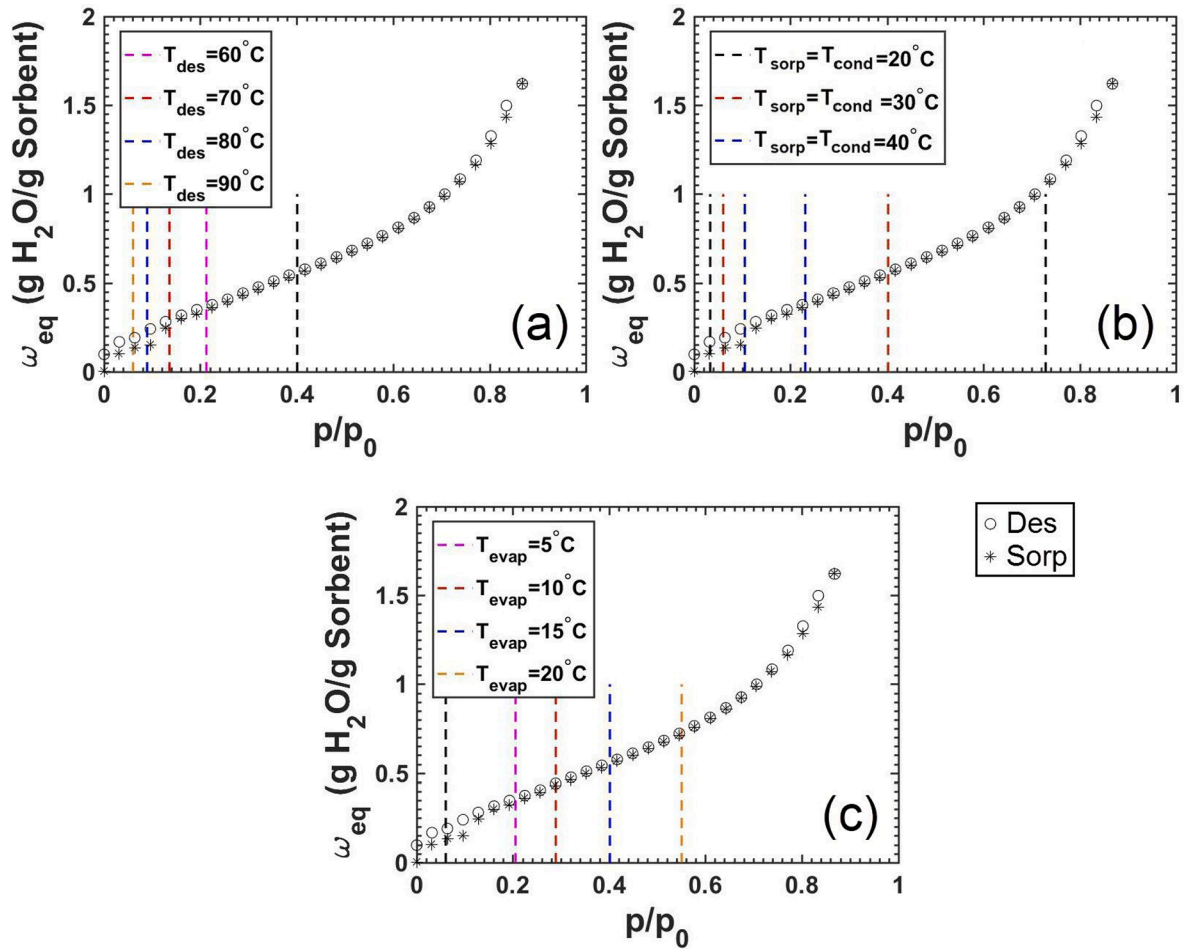 2
1.5
1
0.5
0
ω_eq (g H₂O/g Sorbent)
T_des=60°C
T_des=70°C
T_des=80°C
T_des=90°C
(a)
0 0.2 0.4 0.6 0.8 1
p/p₀
2
1.5
1
0.5
0
ω_eq (g H₂O/g Sorbent)
T_sorp=T_cond=20°C
T_sorp=T_cond=30°C
T_sorp=T_cond=40°C
(b)
0 0.2 0.4 0.6 0.8 1
p/p₀
2
1.5
1
0.5
0
ω_eq (g H₂O/g Sorbent)
T_evap=5°C
T_evap=10°C
T_evap=15°C
T_evap=20°C
(c)
0 0.2 0.4 0.6 0.8 1
p/p₀
Des
Sorp